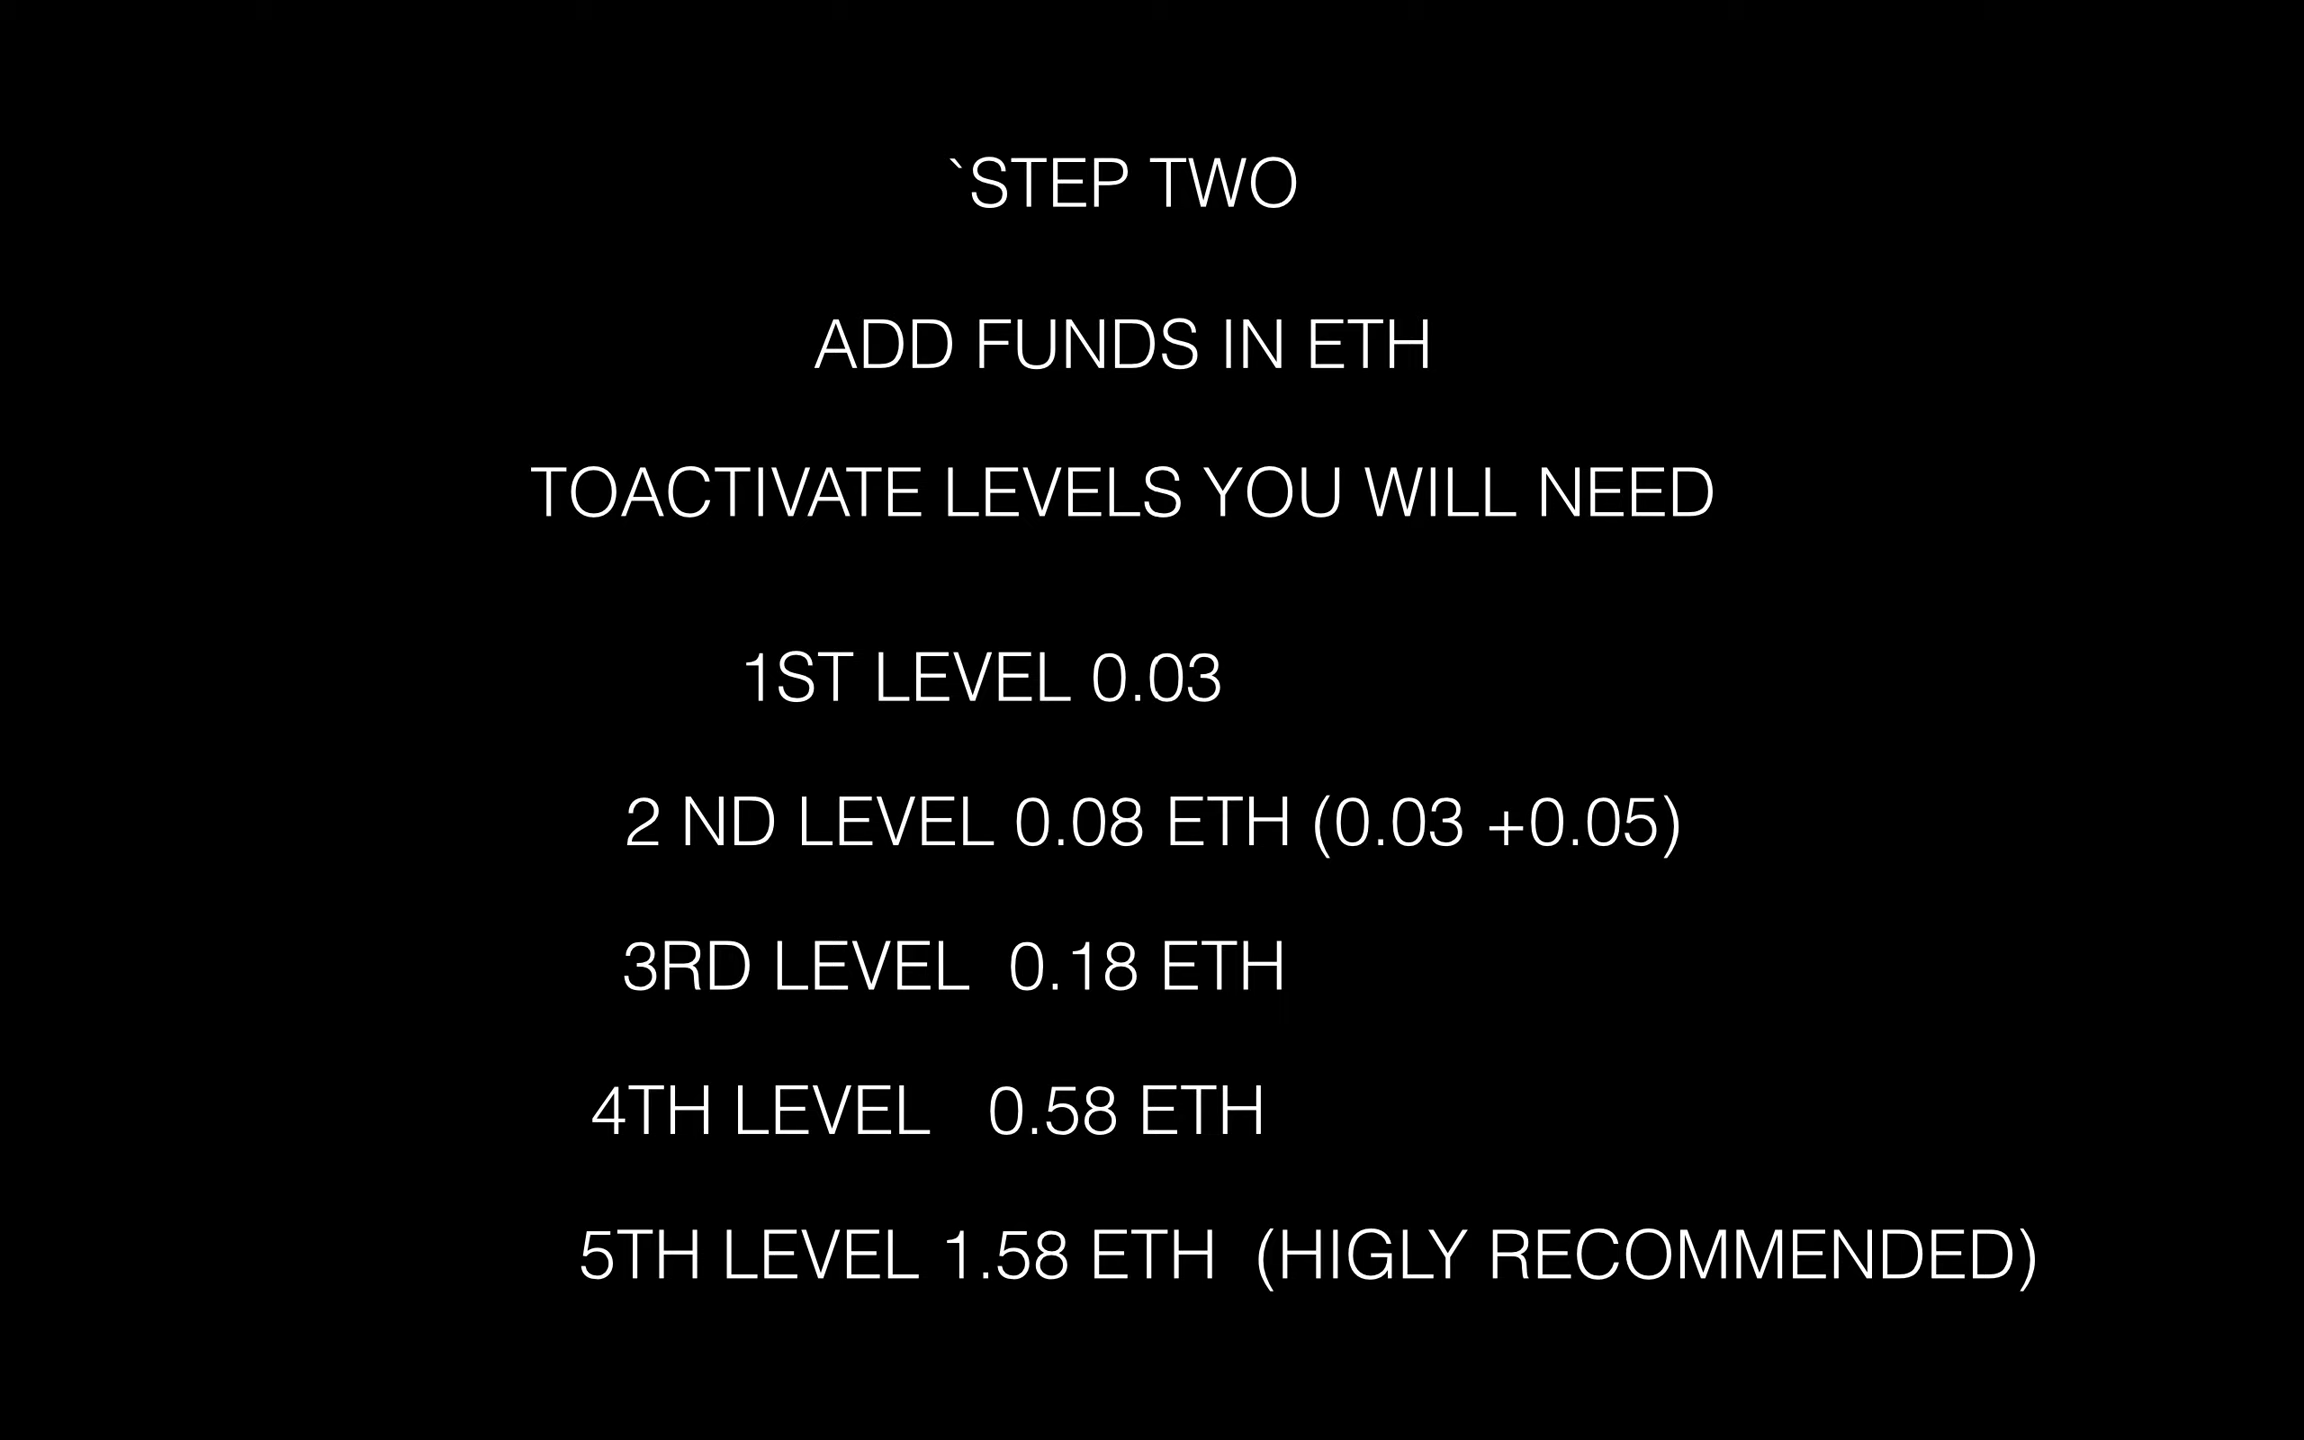 `STEP TWO
ADD FUNDS IN ETH
TOACTIVATE LEVELS YOU WILL NEED
1ST LEVEL 0.03
2 ND LEVEL 0.08 ETH (0.03 +0.05)
3RD LEVEL  0.18 ETH
4TH LEVEL   0.58 ETH
5TH LEVEL 1.58 ETH  (HIGLY RECOMMENDED)